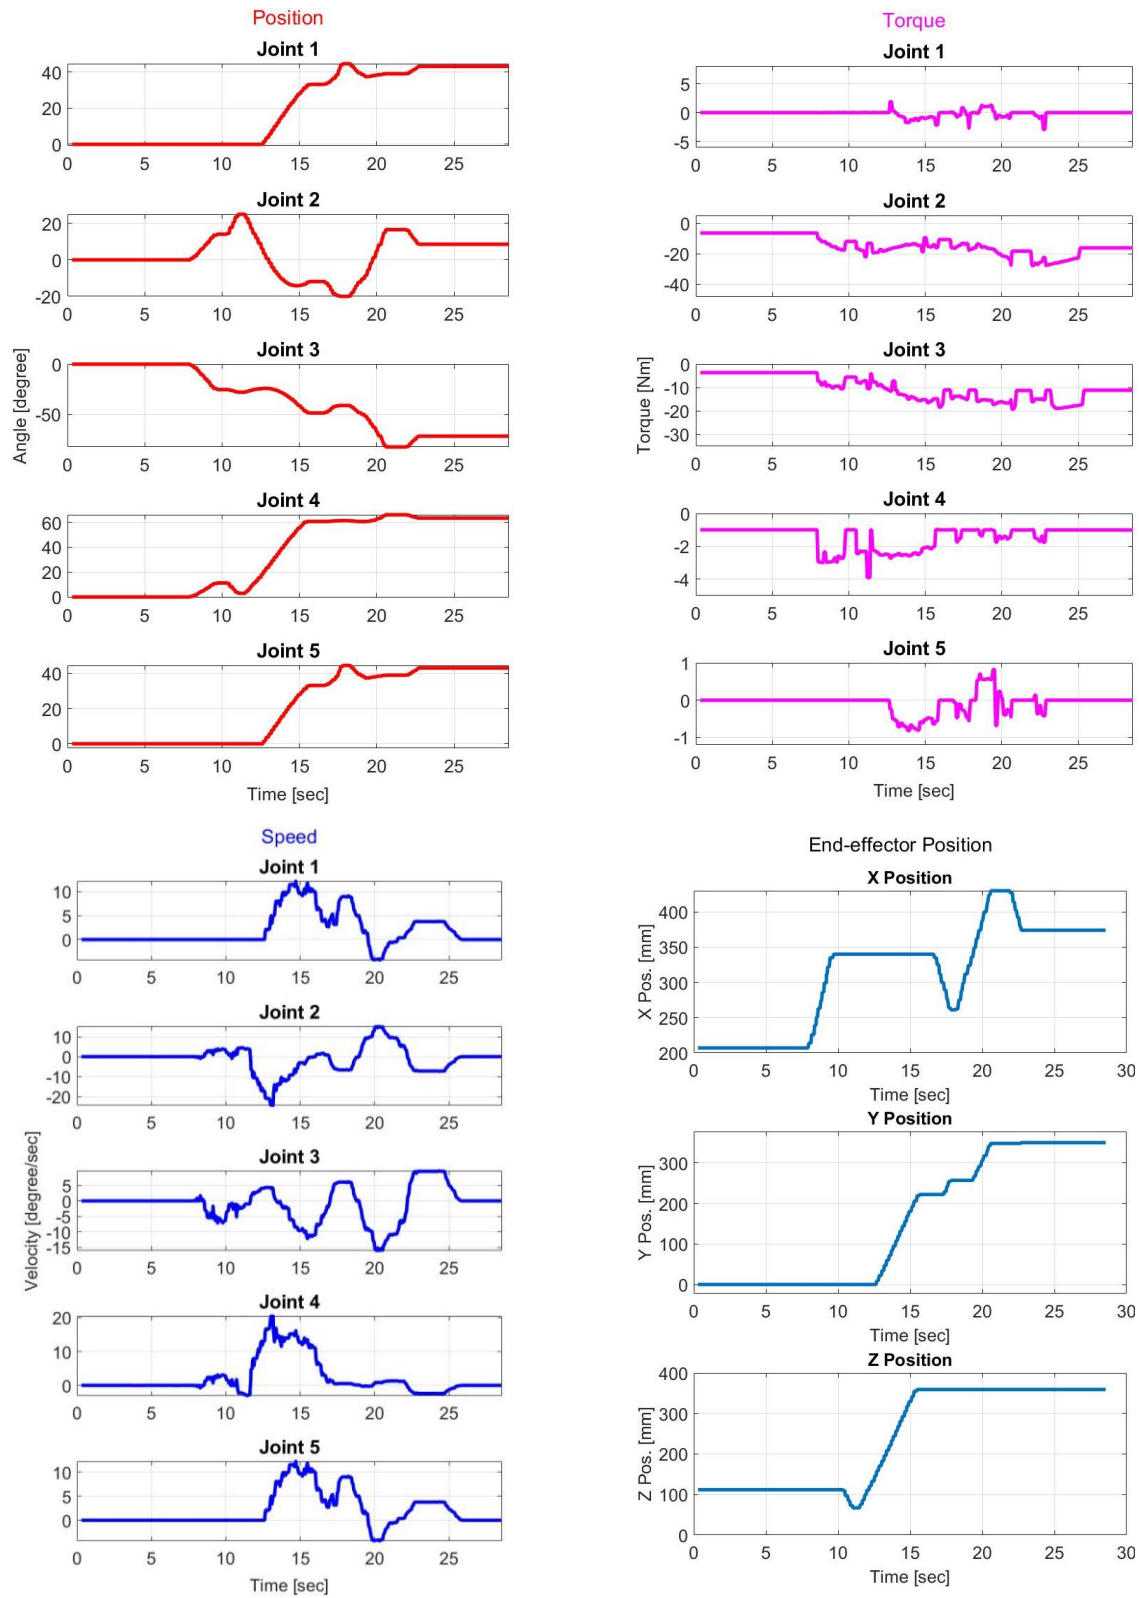 Position
Joint 1
40
20
0
0 5 10 15 20 25
Joint 2
20
0
-20
0 5 10 15 20 25
Joint 3
0
-50
0 5 10 15 20 25
Joint 4
60
40
20
0
0 5 10 15 20 25
Joint 5
40
20
0
0 5 10 15 20 25
Angle [degree]
Time [sec]
Torque
Joint 1
5
0
-5
0 5 10 15 20 25
Joint 2
0
-20
-40
0 5 10 15 20 25
Joint 3
0
-10
-20
-30
0 5 10 15 20 25
Joint 4
0
-2
-4
0 5 10 15 20 25
Joint 5
1
0
-1
0 5 10 15 20 25
Torque [Nm]
Time [sec]
Speed
Joint 1
10
5
0
0 5 10 15 20 25
Joint 2
10
0
-10
-20
0 5 10 15 20 25
Joint 3
5
0
-5
-10
-15
0 5 10 15 20 25
Joint 4
20
10
0
0 5 10 15 20 25
Joint 5
10
5
0
0 5 10 15 20 25
Velocity [degree/sec]
Time [sec]
End-effector Position
X Position
400
350
300
250
200
X Pos. [mm]
0 5 10 15 20 25 30
Time [sec]
Y Position
300
200
100
0
Y Pos. [mm]
0 5 10 15 20 25 30
Time [sec]
Z Position
400
300
200
100
0
Z Pos. [mm]
0 5 10 15 20 25 30
Time [sec]